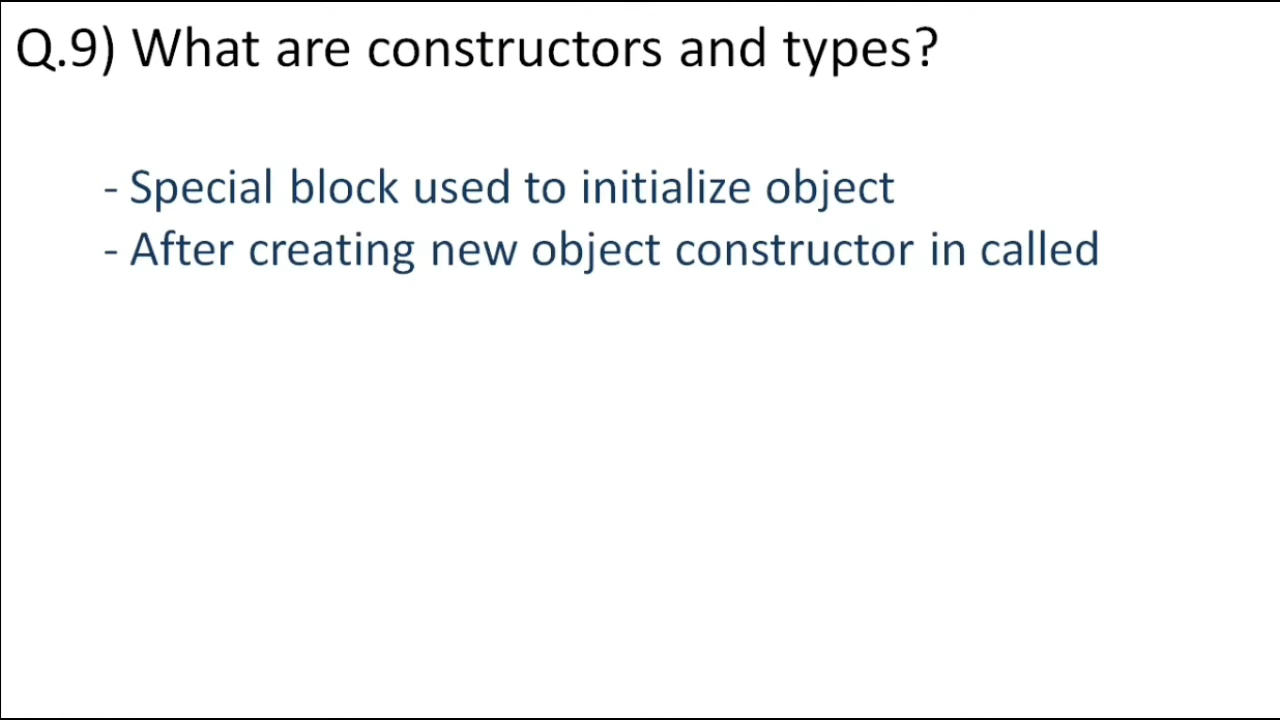 Q.9) What are constructors and types?
- Special block used to initialize object
- After creating new object constructor in called